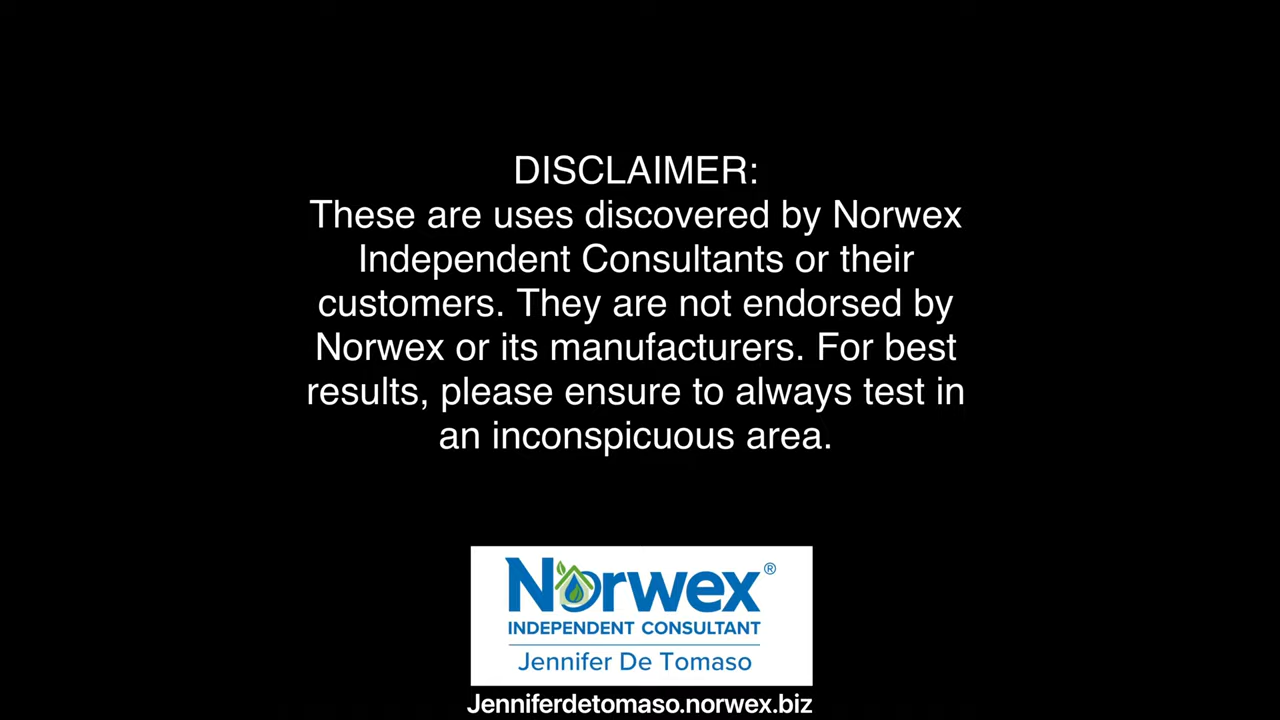 DISCLAIMER:
These are uses discovered by Norwex
Independent Consultants or their
customers. They are not endorsed by
Norwex or its manufacturers. For best
results, please ensure to always test in
an inconspicuous area.
Norwex®
INDEPENDENT CONSULTANT
Jennifer De Tomaso
Jenniferdetomaso.norwex.biz